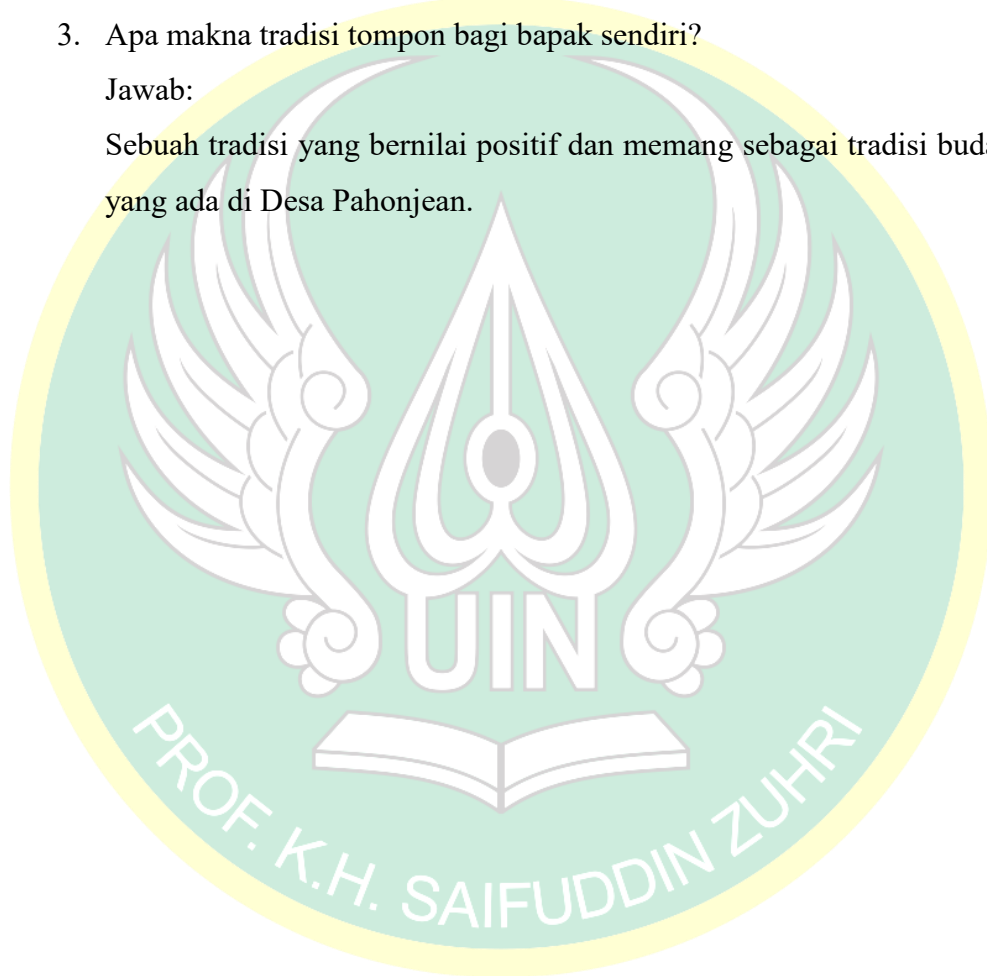 3. Apa makna tradisi tompon bagi bapak sendiri?
Jawab:
Sebuah tradisi yang bernilai positif dan memang sebagai tradisi
yang ada di Desa Pahonjean.
UIN
PROF. K.H. SAIFUDDIN ZUHRI